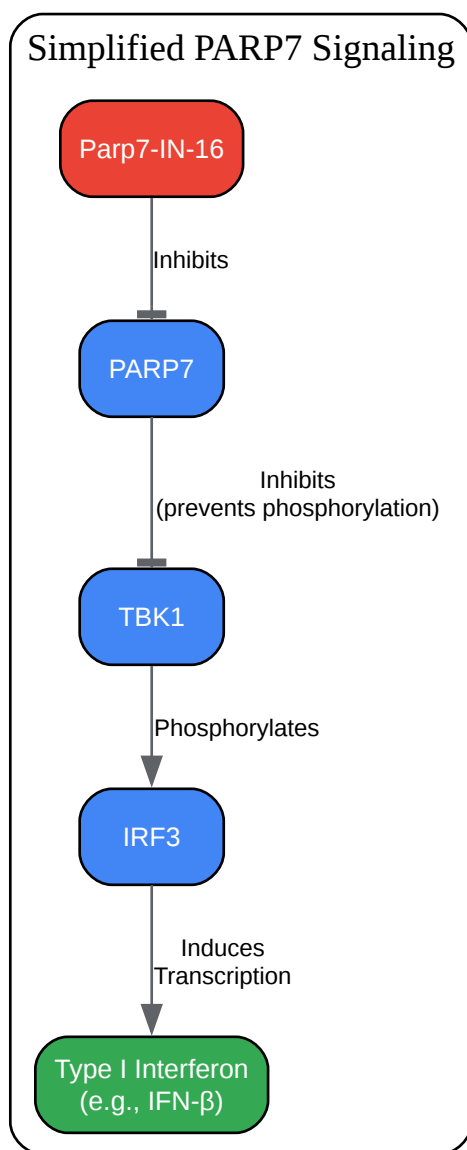 Simplified PARP7 Signaling
Parp7-IN-16
Inhibits
PARP7
Inhibits
(prevents phosphorylation)
TBK1
Phosphorylates
IRF3
Induces
Transcription
Type I Interferon
(e.g., IFN-β)